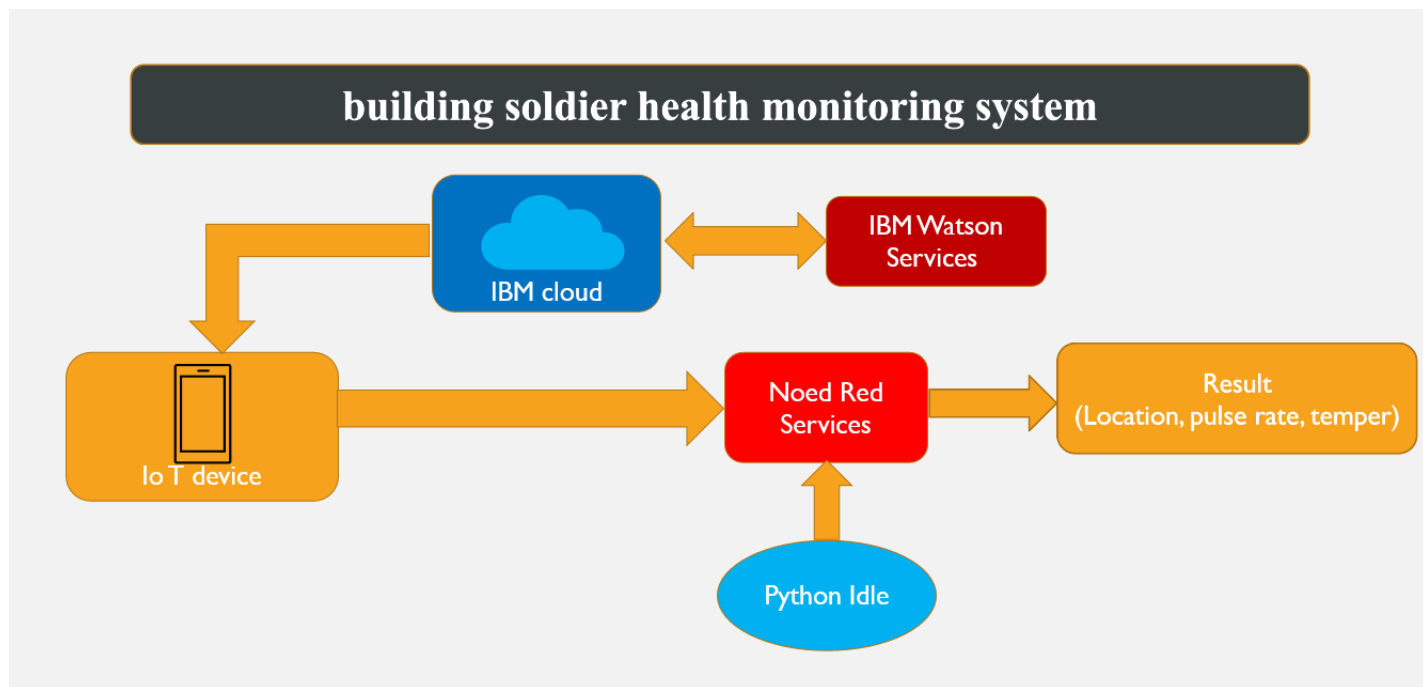 building soldier health monitoring system
IBM cloud
IBM Watson
Services
Io T device
Noed Red
Services
Result
(Location, pulse rate, temper)
Python Idle